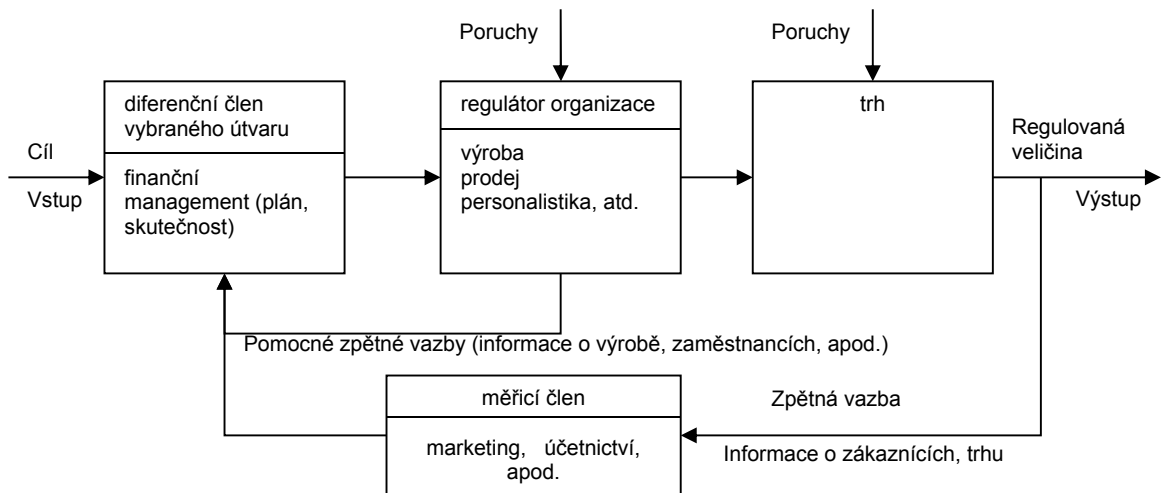 Poruchy
Poruchy
diferenční člen
vybraného útvaru
regulátor organizace
trh
Cíl
Vstup
finanční
management (plán,
skutečnost)
výroba
prodej
personalistika, atd.
Regulovaná
veličina
Výstup
Pomocné zpětné vazby (informace o výrobě, zaměstnancích, apod.)
měřicí člen
Zpětná vazba
marketing, účetnictví,
apod.
Informace o zákaznících, trhu